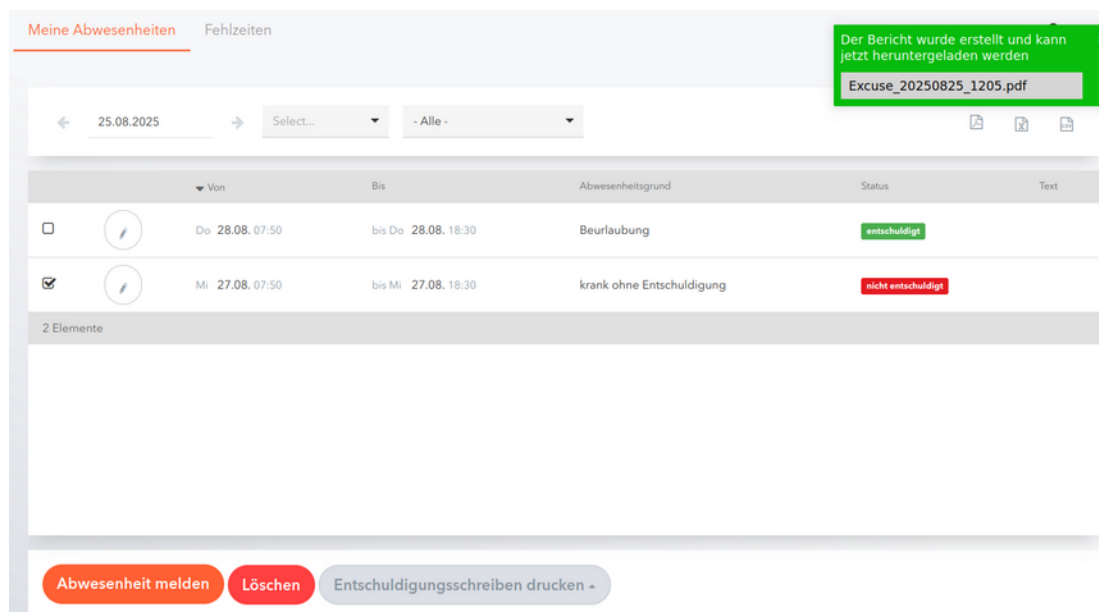 Meine Abwesenheiten Fehlzeiten
Der Bericht wurde erstellt und kann
jetzt heruntergeladen werden
Excuse_20250825_1205.pdf
25.08.2025 Select... - Alle -
Von Bis Abwesenheitsgrund Status Text
Do 28.08. 07:50 bis Do 28.08. 18:30 Beurlaubung entschuldigt
Mi 27.08. 07:50 bis Mi 27.08. 18:30 krank ohne Entschuldigung nicht entschuldigt
2 Elemente
Abwesenheit melden Löschen Entschuldigungsschreiben drucken